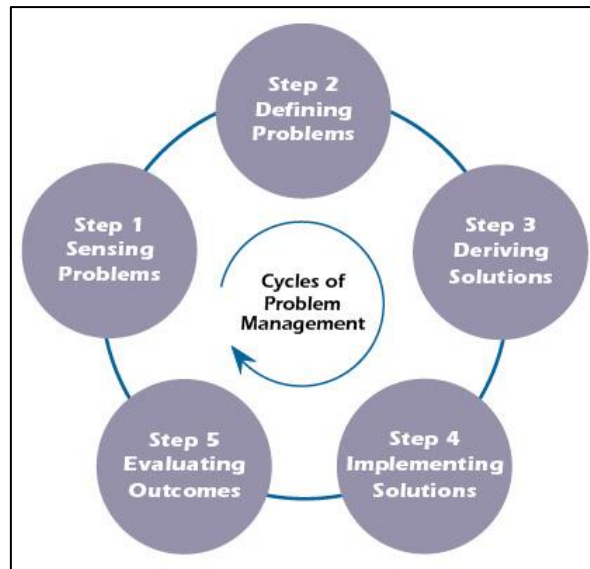 Step 1
Sensing
Problems
Step 2
Defining
Problems
Step 3
Deriving
Solutions
Step 4
Implementing
Solutions
Step 5
Evaluating
Outcomes
Cycles of
Problem
Management